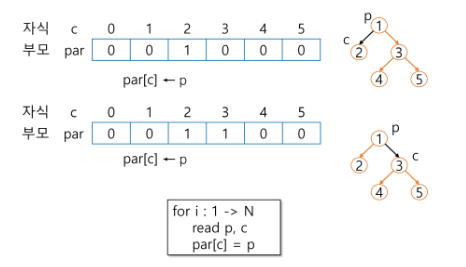 자식 c 0 1 2 3 4 5
부모 par 0 0 1 0 0 0
par[c] ← p
p
1
c
2 3
4 5
자식 c 0 1 2 3 4 5
부모 par 0 0 1 1 0 0
par[c] ← p
p
1
c
2 3
4 5
for i : 1 -> N
read p, c
par[c] = p